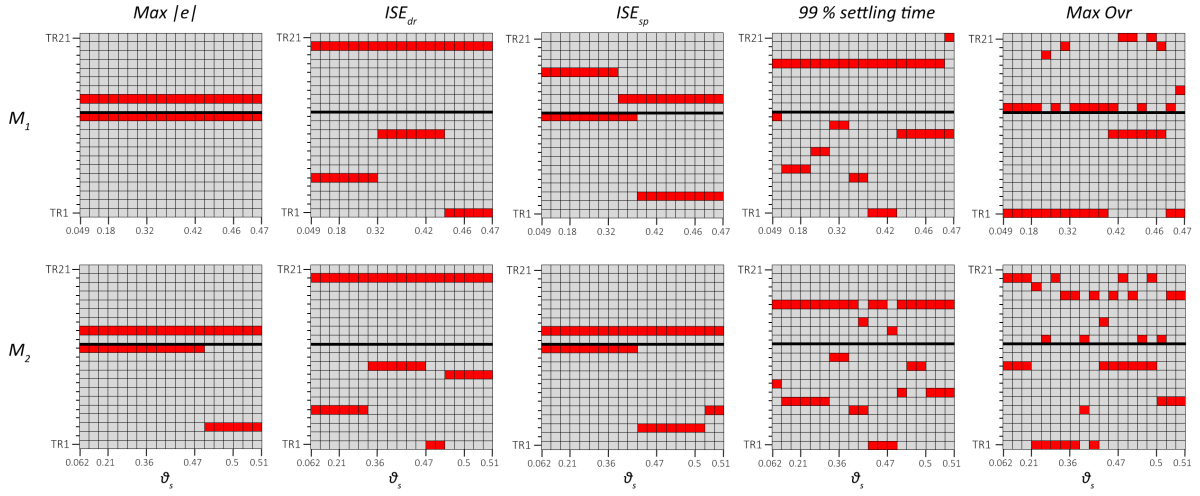 Max |e| ISE_dr ISE_sp 99 % settling time Max Ovr
TR21 TR21 TR21 TR21 TR21
M_1
TR1 TR1 TR1 TR1 TR1
0.049 0.18 0.32 0.42 0.46 0.47 0.049 0.18 0.32 0.42 0.46 0.47 0.049 0.18 0.32 0.42 0.46 0.47 0.049 0.18 0.32 0.42 0.46 0.47 0.049 0.18 0.32 0.42 0.46 0.47
TR21 TR21 TR21 TR21 TR21
M_2
TR1 TR1 TR1 TR1 TR1
0.062 0.21 0.36 0.47 0.5 0.51 0.062 0.21 0.36 0.47 0.5 0.51 0.062 0.21 0.36 0.47 0.5 0.51 0.062 0.21 0.36 0.47 0.5 0.51 0.062 0.21 0.36 0.47 0.5 0.51
ϑ_s ϑ_s ϑ_s ϑ_s ϑ_s